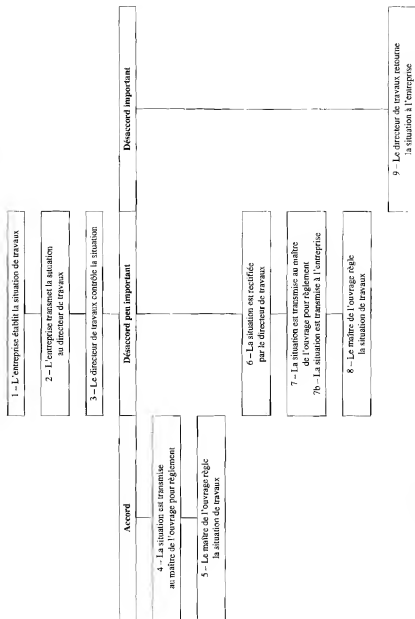 1 – L'entreprise établit la situation de travaux
2 – L'entreprise transmet la situation
au directeur de travaux
3 – Le directeur de travaux contrôle la situation
Accord
Désaccord peu important
Désaccord important
4 – La situation est transmise
au maître de l'ouvrage pour règlement
5 – Le maître de l'ouvrage règle
la situation de travaux
6 – La situation est rectifiée
par le directeur de travaux
7 – La situation est transmise au maître
de l'ouvrage pour règlement
7b – La situation est transmise à l'entreprise
8 – Le maître de l'ouvrage règle
la situation de travaux
9 – Le directeur de travaux retourne
la situation à l'entreprise